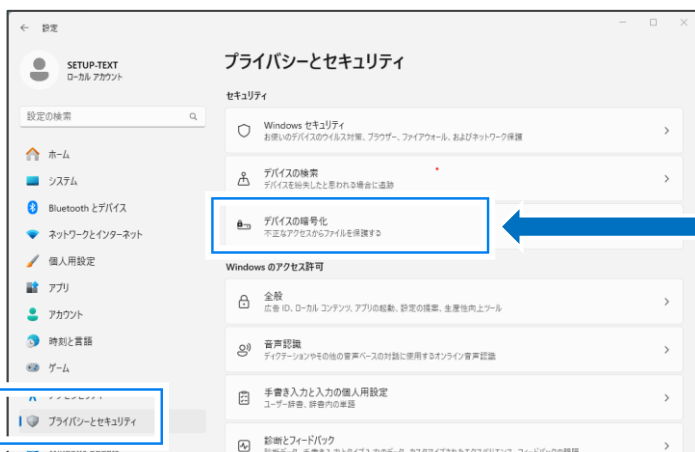 ← 設定
SETUP-TEXT
ローカル アカウント
設定の検索
ホーム
システム
Bluetooth とデバイス
ネットワークとインターネット
個人用設定
アプリ
アカウント
時刻と言語
ゲーム
プライバシーとセキュリティ
プライバシーとセキュリティ
セキュリティ
Windows セキュリティ
お使いのデバイスのウイルス対策、ブラウザー、ファイアウォール、およびネットワーク保護
デバイスの検索
デバイスを紛失したと思われる場合に追跡
デバイスの暗号化
不正なアクセスからファイルを保護する
Windows のアクセス許可
全般
広告 ID、ローカル コンテンツ、アプリの起動、設定の提案、生産性向上ツール
音声認識
ディクテーションやその他の音声ベースの対話に使用するオンライン音声認識
手書き入力と入力の個人用設定
ユーザー辞書、辞書内の単語
診断とフィードバック